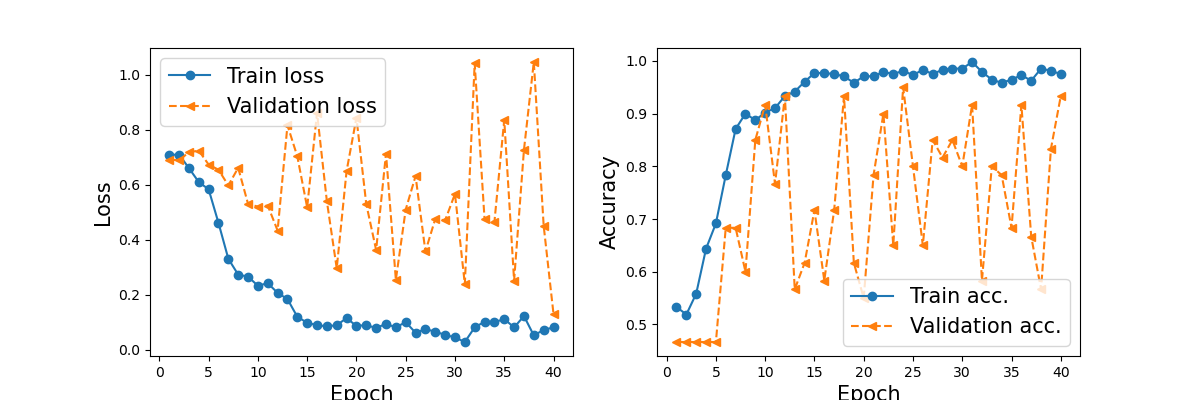 Train loss
Validation loss
1.0
0.8
0.6
0.4
0.2
0.0
Loss
0 5 10 15 20 25 30 35 40
Epoch
1.0
0.9
0.8
0.7
0.6
0.5
Accuracy
Train acc.
Validation acc.
0 5 10 15 20 25 30 35 40
Epoch